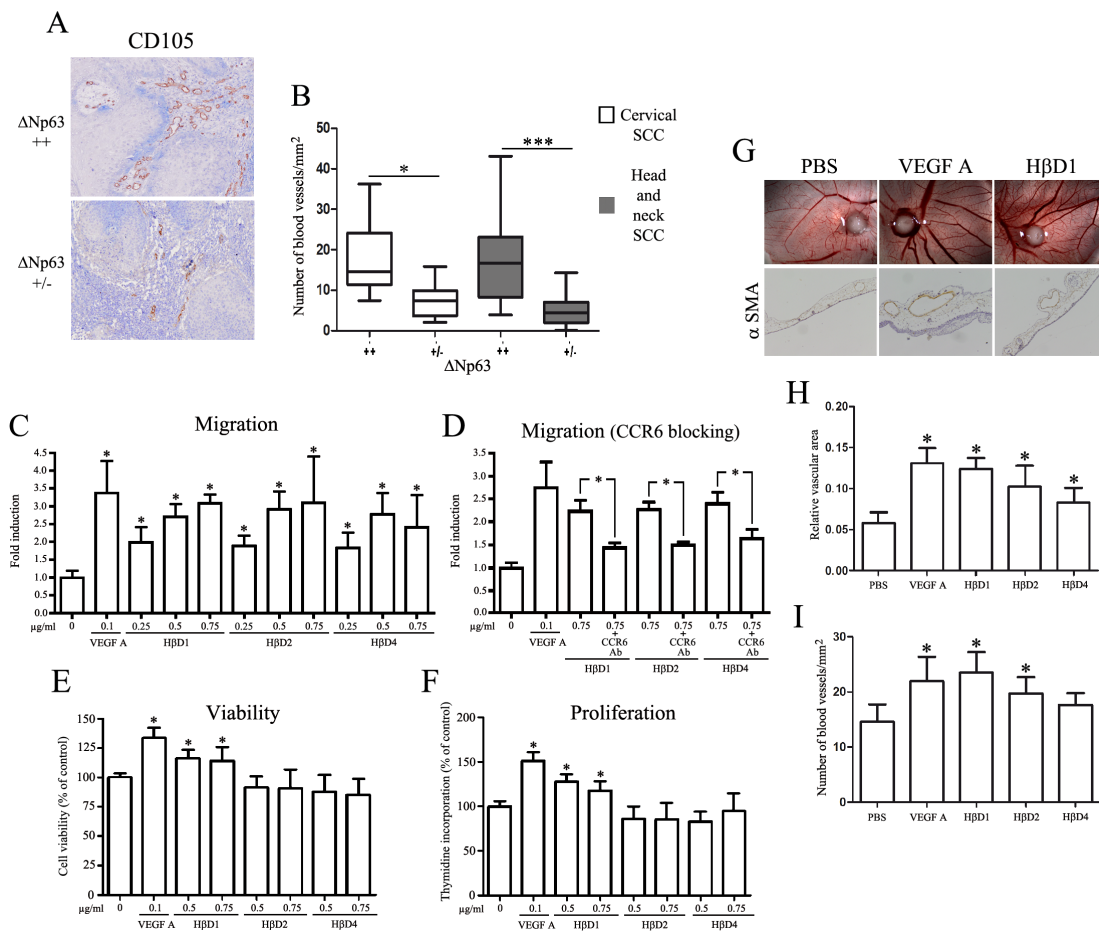 A
CD105
ΔNp63
++
ΔNp63
+/-
B
Number of blood vessels/mm2
50
40
30
20
10
0
*
***
++
+/-
++
+/-
ΔNp63
Cervical
SCC
Head
and
neck
SCC
G
PBS
VEGF A
HβD1
α SMA
C
Migration
Fold induction
4.5
4.0
3.5
3.0
2.5
2.0
1.5
1.0
0.5
0.0
* * * * * * * * * *
µg/ml 0 0.1 0.25 0.5 0.75 0.25 0.5 0.75 0.25 0.5 0.75
VEGF A HβD1 HβD2 HβD4
D
Migration (CCR6 blocking)
Fold induction
3.5
3.0
2.5
2.0
1.5
1.0
0.5
0.0
* * *
µg/ml 0 0.1 0.75 0.75 0.75 0.75 0.75 0.75
+ + +
CCR6 CCR6 CCR6
Ab Ab Ab
VEGF A HβD1 HβD2 HβD4
H
Relative vascular area
0.20
0.15
0.10
0.05
0.00
* * * *
PBS VEGF A HβD1 HβD2 HβD4
E
Viability
Cell viability (% of control)
150
125
100
75
50
25
0
* * *
µg/ml 0 0.1 0.5 0.75 0.5 0.75 0.5 0.75
VEGF A HβD1 HβD2 HβD4
F
Proliferation
Thymidine incorporation (% of control)
200
150
100
50
0
* * *
µg/ml 0 0.1 0.5 0.75 0.5 0.75 0.5 0.75
VEGF A HβD1 HβD2 HβD4
I
Number of blood vessels/mm2
30
20
10
0
* * *
PBS VEGF A HβD1 HβD2 HβD4